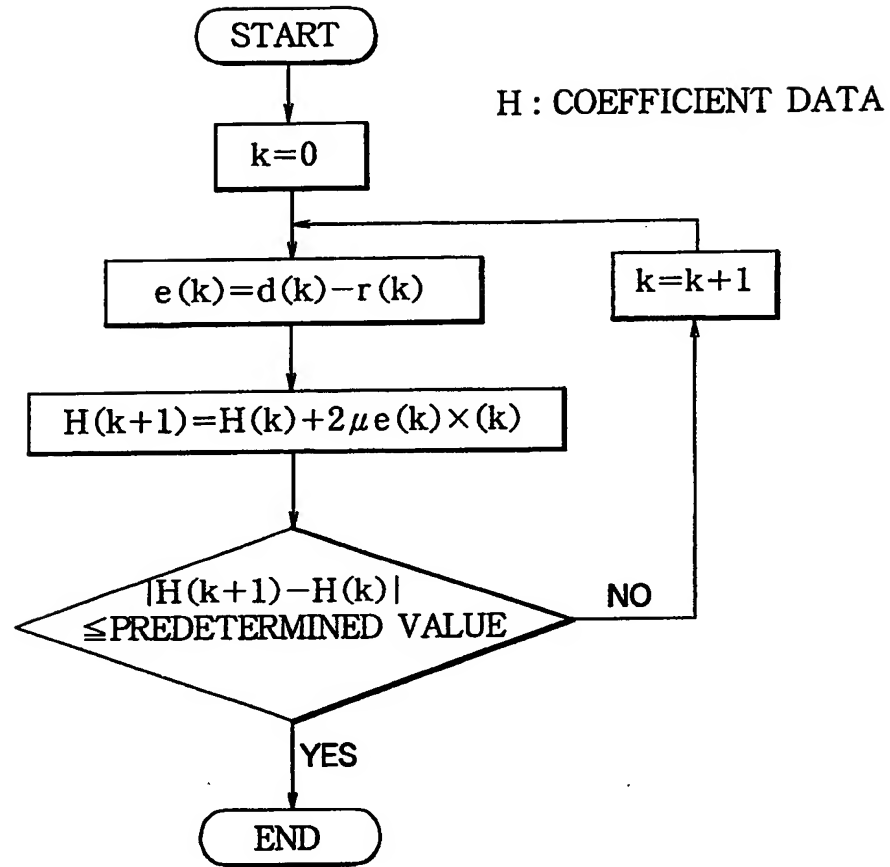 START
H : COEFFICIENT DATA
k=0
e(k)=d(k)-r(k)
k=k+1
H(k+1)=H(k)+2μe(k)×(k)
|H(k+1)-H(k)|
≦PREDETERMINED VALUE
NO
YES
END